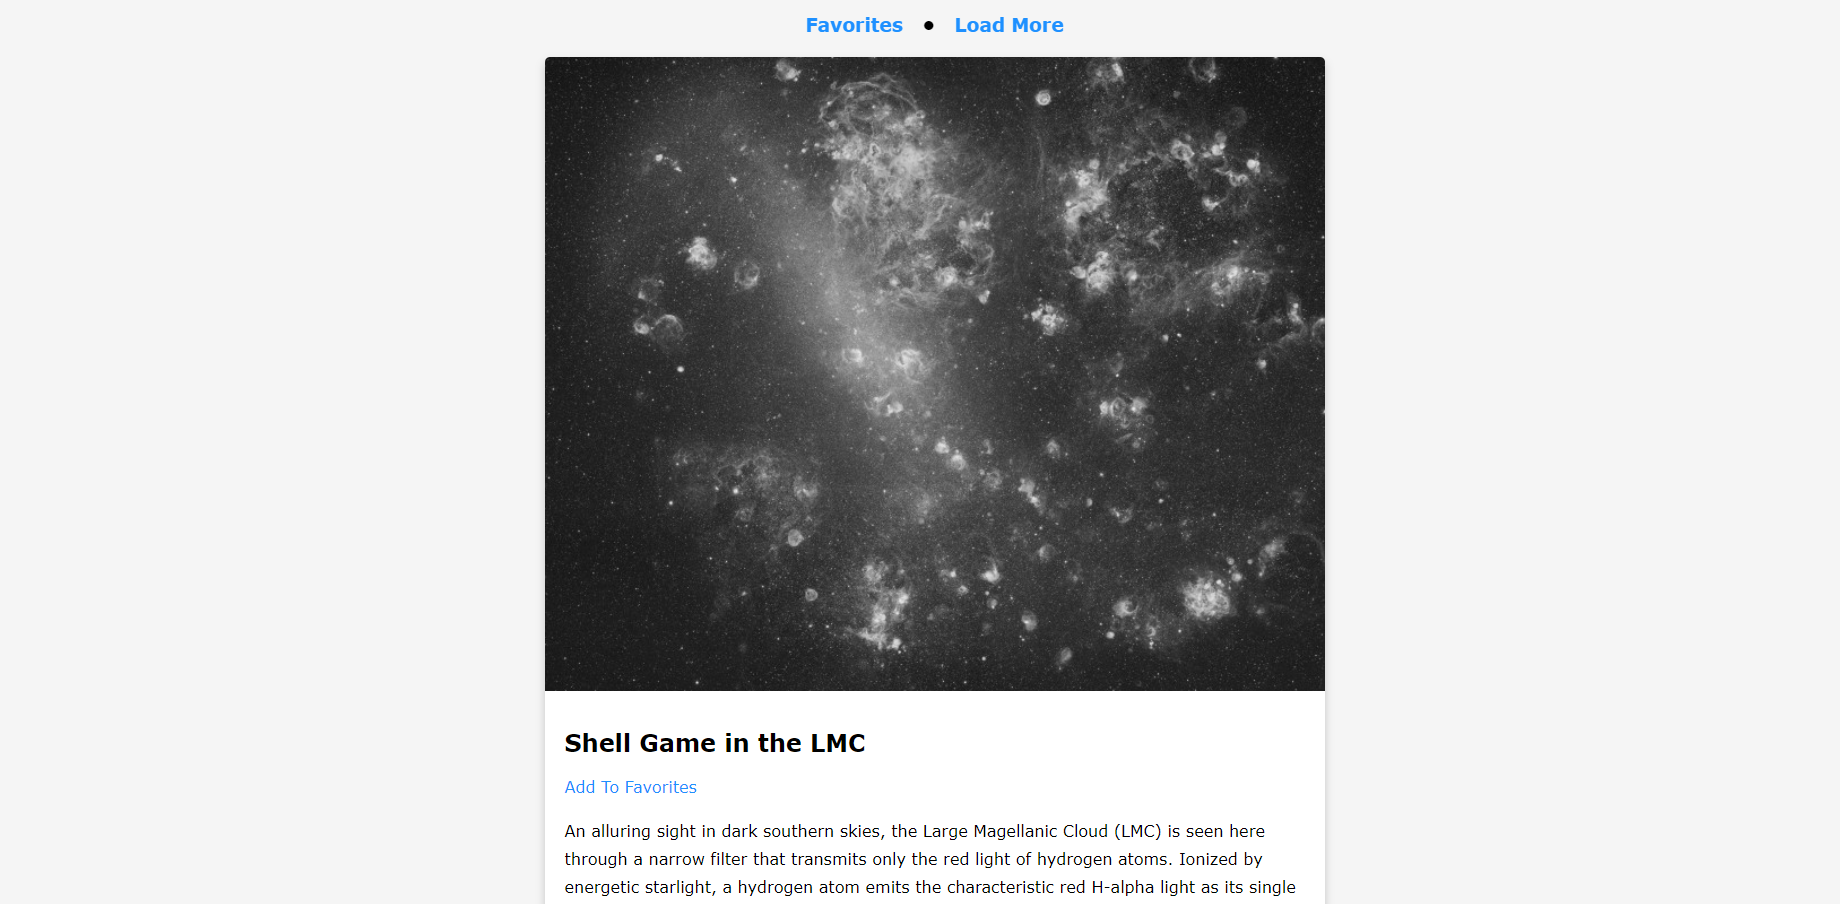 Favorites • Load More
Shell Game in the LMC
Add To Favorites
An alluring sight in dark southern skies, the Large Magellanic Cloud (LMC) is seen here
through a narrow filter that transmits only the red light of hydrogen atoms. Ionized by
energetic starlight, a hydrogen atom emits the characteristic red H-alpha light as its single